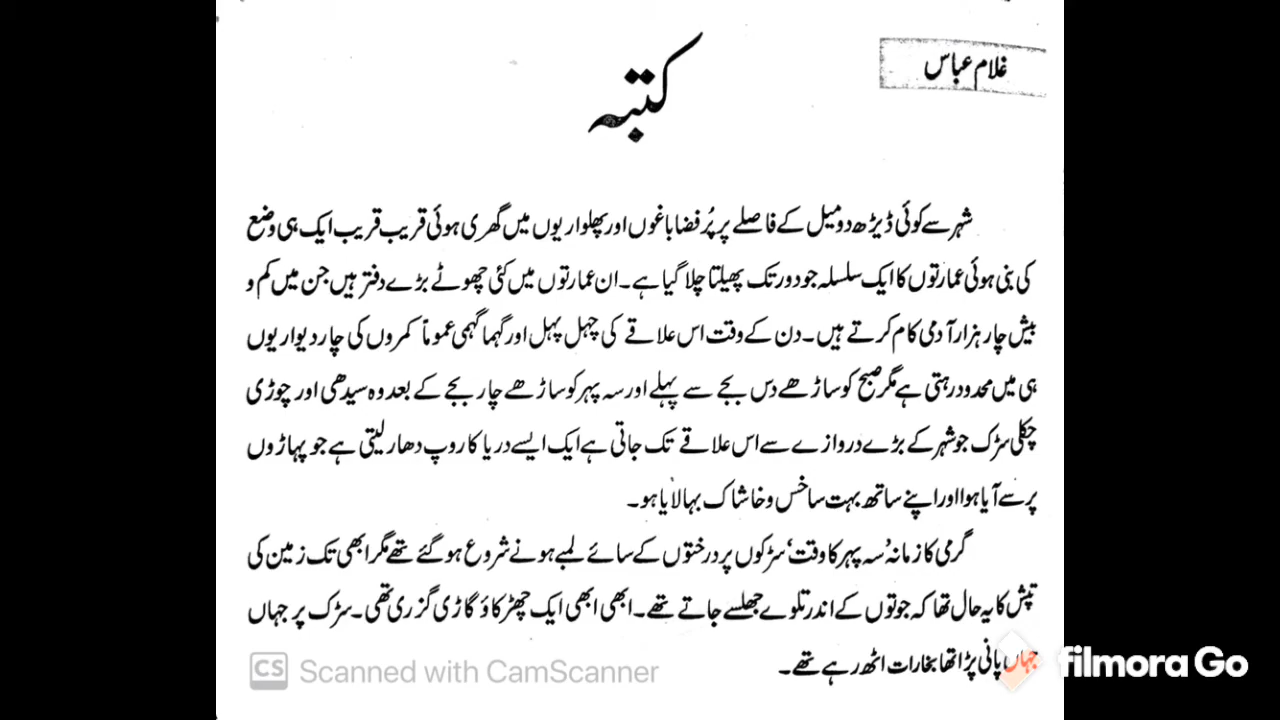 غلام عباس
کتبہ
شہر سے کوئی ڈیڑھ دو میل کے فاصلے پر پُر فضا باغوں اور پھلواریوں میں گھری ہوئی قریب قریب ایک ہی وضع
کی بنی ہوئی عمارتوں کا ایک سلسلہ جو دور تک پھیلتا چلا گیا ہے۔ ان عمارتوں میں کئی چھوٹے بڑے دفتر ہیں جن میں کم و
بیش چار ہزار آدمی کام کرتے ہیں۔ دن کے وقت اس علاقے کی چہل پہل اور گہما گہمی عموماً کمروں کی چار دیواریوں
ہی میں محدود رہتی ہے مگر صبح کو ساڑھے دس بجے سے پہلے اور سہ پہر کو ساڑھے چار بجے کے بعد وہ سیدھی اور چوڑی
چکلی سڑک جو شہر کے بڑے دروازے سے اس علاقے تک جاتی ہے ایک ایسے دریا کا روپ دھار لیتی ہے جو پہاڑوں
پر سے آیا ہوا اور اپنے ساتھ بہت سا خس و خاشاک بہا لایا ہو۔
گرمی کا زمانہ’ سہ پہر کا وقت‘ سڑکوں پر درختوں کے سائے لمبے ہونے شروع ہو گئے تھے مگر ابھی تک زمین کی
تپش کا یہ حال تھا کہ جوتوں کے اندر تلوے جھلسے جاتے تھے۔ ابھی ابھی ایک چھڑکاؤ گاڑی گزری تھی۔ سڑک پر جہاں
جہاں پانی پڑا تھا بخارات اٹھ رہے تھے۔
CS Scanned with CamScanner
filmora Go